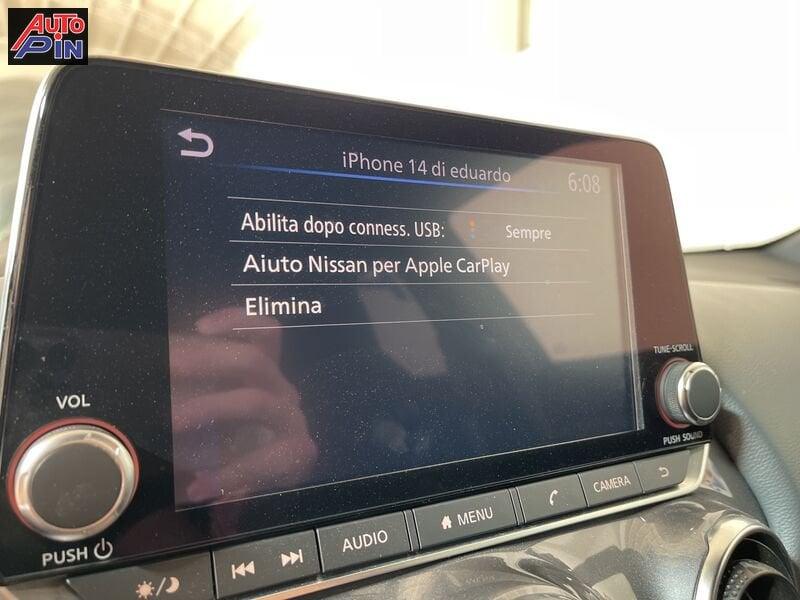 AUTO
PIN
iPhone 14 di eduardo
6:08
Abilita dopo conness. USB: Sempre
Aiuto Nissan per Apple CarPlay
Elimina
VOL
PUSH
TUNE-SCROLL
PUSH SOUND
AUDIO
MENU
CAMERA